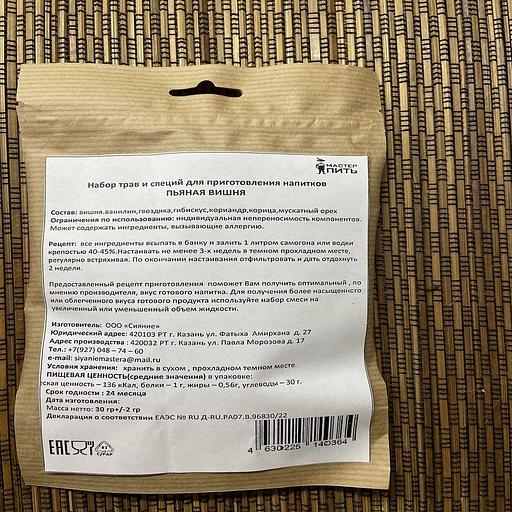 МАСТЕР
ПИТЬ
Набор трав и специй для приготовления напитков
ПЬЯНАЯ ВИШНЯ
Состав: вишня.ванилин,гвоздика,гибискус,кориандр,корица,мускатный орех
Ограничения по использованию: индивидуальная непереносимость компонентов.
Может содержать ингредиенты, вызывающие аллергию.
Рецепт: все ингредиенты всыпать в банку и залить 1 литром самогона или водки
крепостью 40-45%.Настаивать не менее 3-х недель в темном прохладном месте,
регулярно встряхивая. По окончании настаивания отфильтровать и дать отдохнуть
2 недели.
Предоставленный рецепт приготовления поможет Вам получить оптимальный , по
мнению производителя, вкус готового напитка. Для получения более насыщенного
или облегченного вкуса готового продукта используйте набор смеси на
увеличенный или уменьшенный объем жидкости.
Изготовитель: ООО «Сияние»
Юридический адрес: 420103 РТ г. Казань ул. Фатыха Амирхана д. 27
Адрес производства : 420032 РТ г. Казань ул. Павла Морозова д. 17
Тел.: +7(927) 048 – 74 – 60
e-mail: siyaniemastera@mail.ru
Условия хранения: хранить в сухом , прохладном темном месте.
ПИЩЕВАЯ ЦЕННОСТЬ(средние значения) в упаковке:
ская ценность – 136 кКал, белки – 1 г, жиры – 0,56г, углеводы – 30 г.
Срок годности : 24 месяца
Дата изготовления:
Масса нетто: 30 гр+/-2 гр
Декларация о соответствии ЕАЭС № RU Д-RU.РА07.В.96830/22
EAC
C/PAP
4 630225 140364